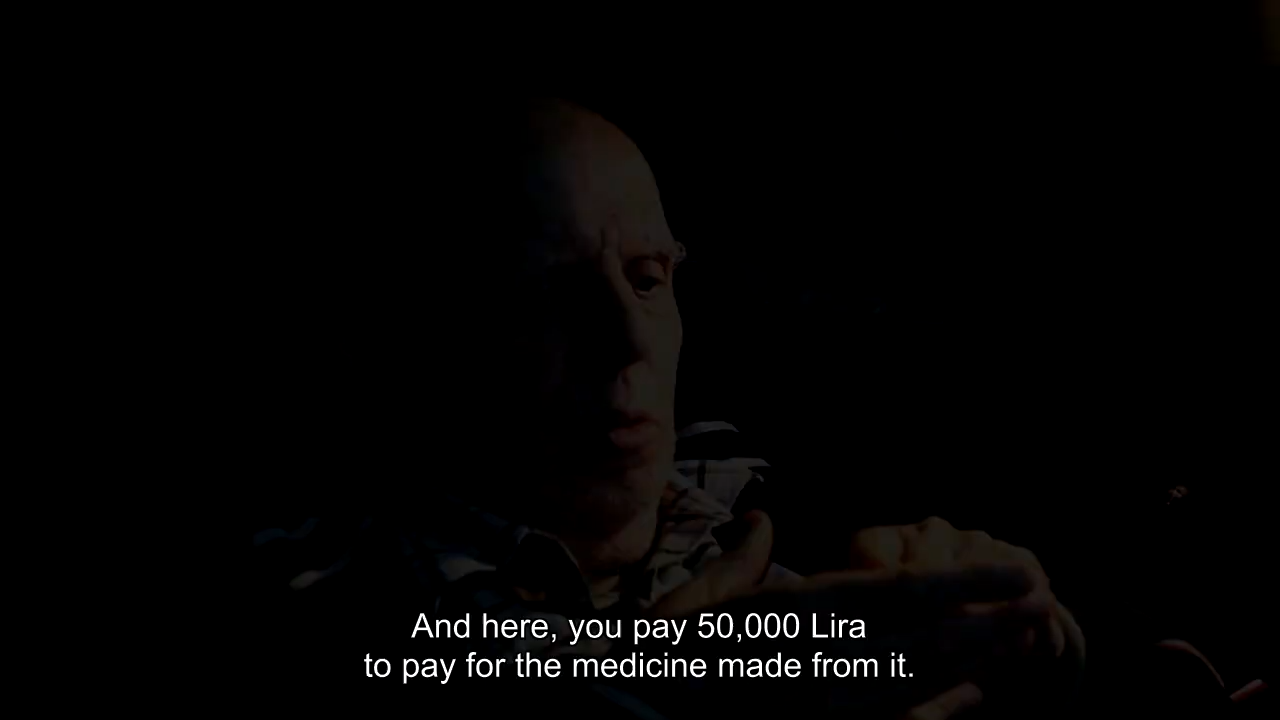 And here, you pay 50,000 Lira
to pay for the medicine made from it.